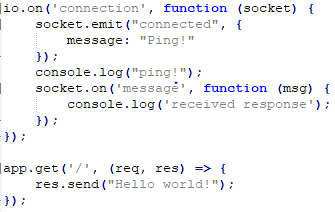 io.on('connection', function (socket) {
    socket.emit("connected", {
        message: "Ping!"
    });
    console.log("ping!");
    socket.on('message', function (msg) {
        console.log('received response');
    });
});

app.get('/', (req, res) => {
    res.send("Hello world!");
});